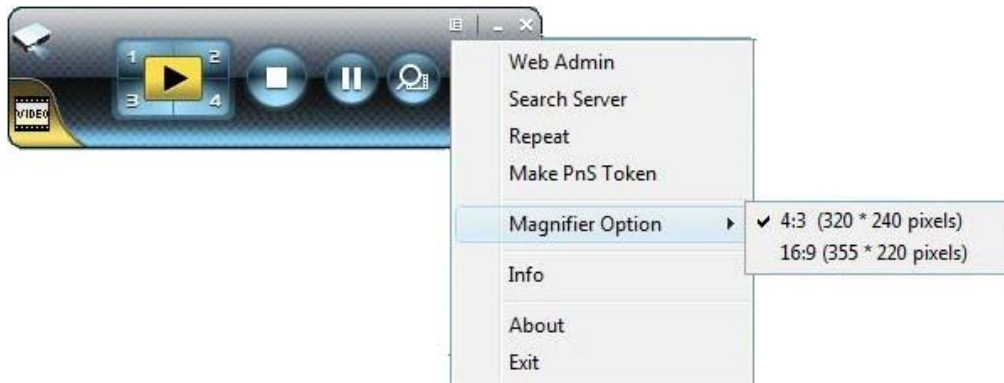 1 2
3 4
VIDEO
Web Admin
Search Server
Repeat
Make PnS Token
Magnifier Option
4:3 (320 * 240 pixels)
16:9 (355 * 220 pixels)
Info
About
Exit